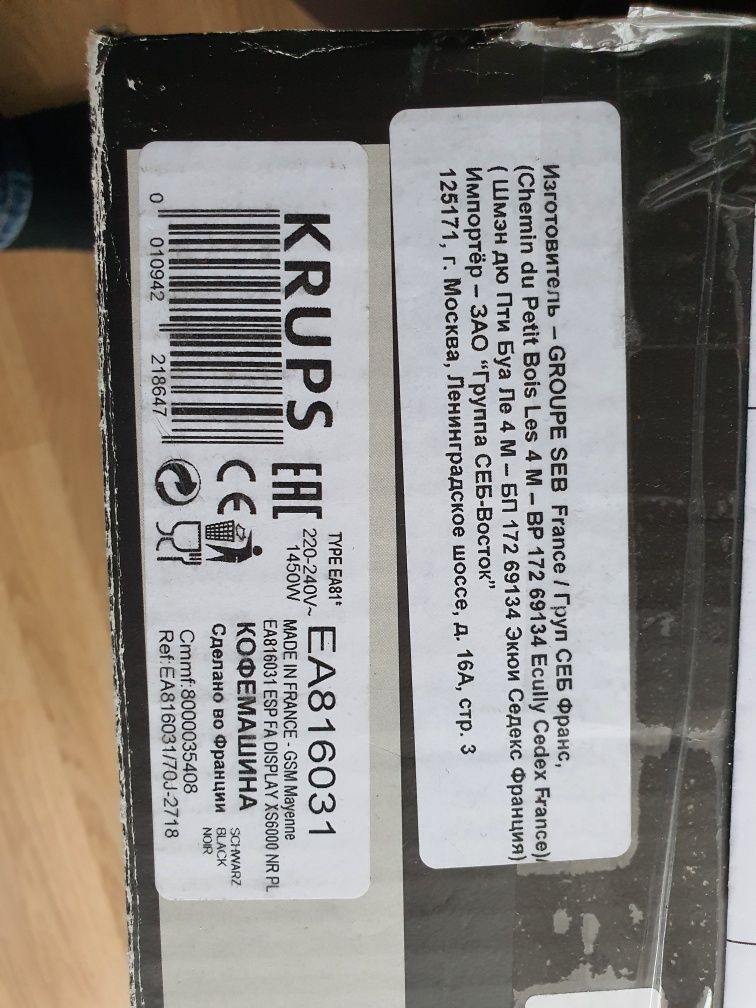 Изготовитель – GROUPE SEB France / Груп СЕБ Франс,
(Chemin du Petit Bois Les 4 M – BP 172 69134 Ecully Cedex France)/
( Шмэн дю Пти Буа Ле 4 М – БП 172 69134 Экюи Седекс Франция)
Импортёр – ЗАО “Группа СЕБ-Восток”
125171, г. Москва, Ленинградское шоссе, д. 16А, стр. 3
KRUPS
0 010942 218647
EAC
CE
TYPE EA81*
220-240V~
1450W
EA816031
MADE IN FRANCE - GSM Mayenne
EA816031 ESP FA DISPLAY XS6000 NR PL
КОФЕМАШИНА
Сделано во Франции
SCHWARZ
BLACK
NOIR
Cmmf:8000035408
Ref:EA816031/70J-2718